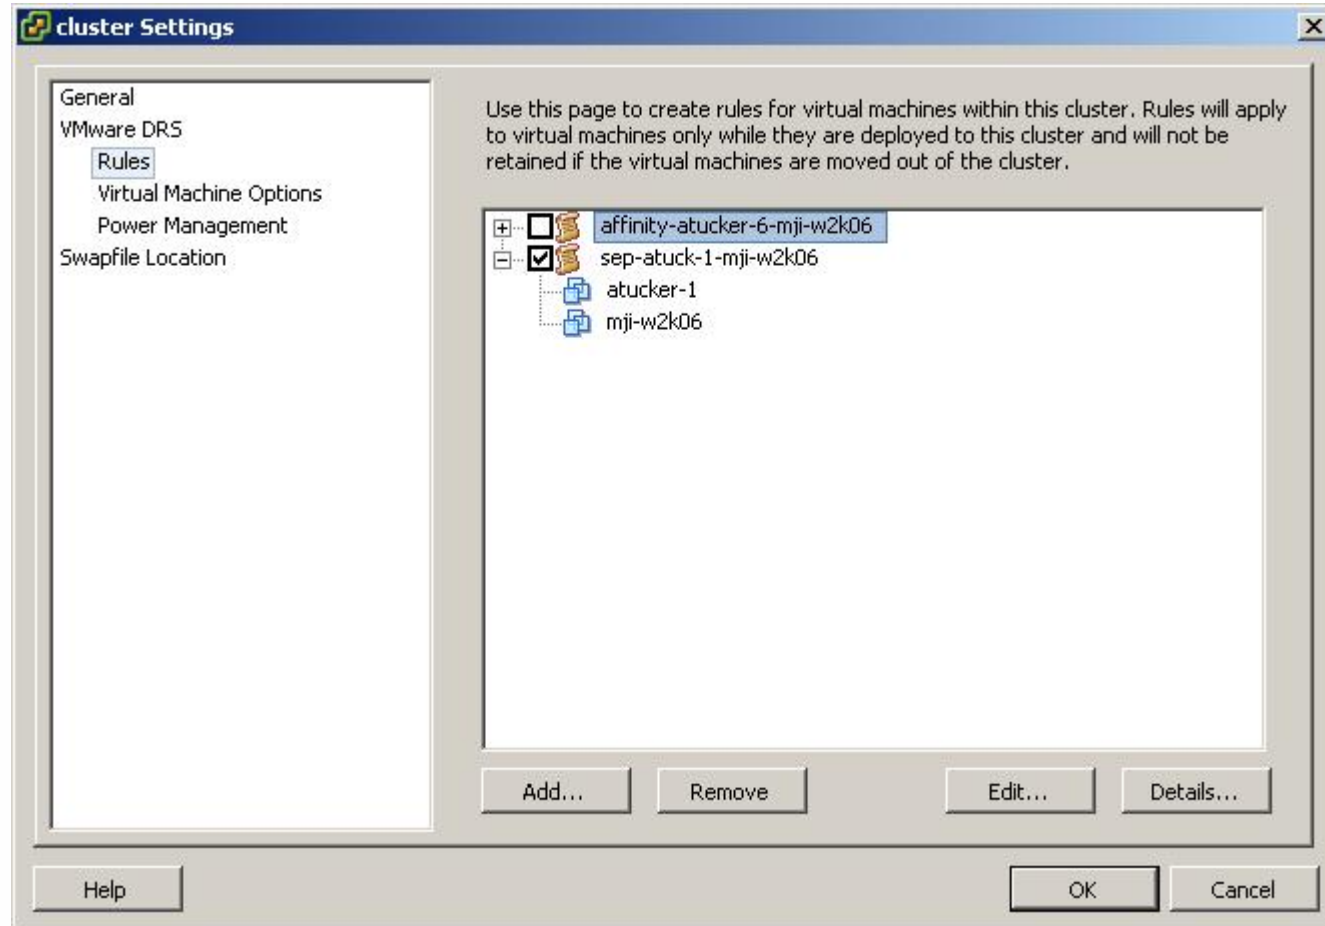 cluster Settings
General
VMware DRS
Rules
Virtual Machine Options
Power Management
Swapfile Location
Use this page to create rules for virtual machines within this cluster. Rules will apply
to virtual machines only while they are deployed to this cluster and will not be
retained if the virtual machines are moved out of the cluster.
affinity-atucker-6-mji-w2k06
sep-atuck-1-mji-w2k06
atucker-1
mji-w2k06
Add...
Remove
Edit...
Details...
Help
OK
Cancel